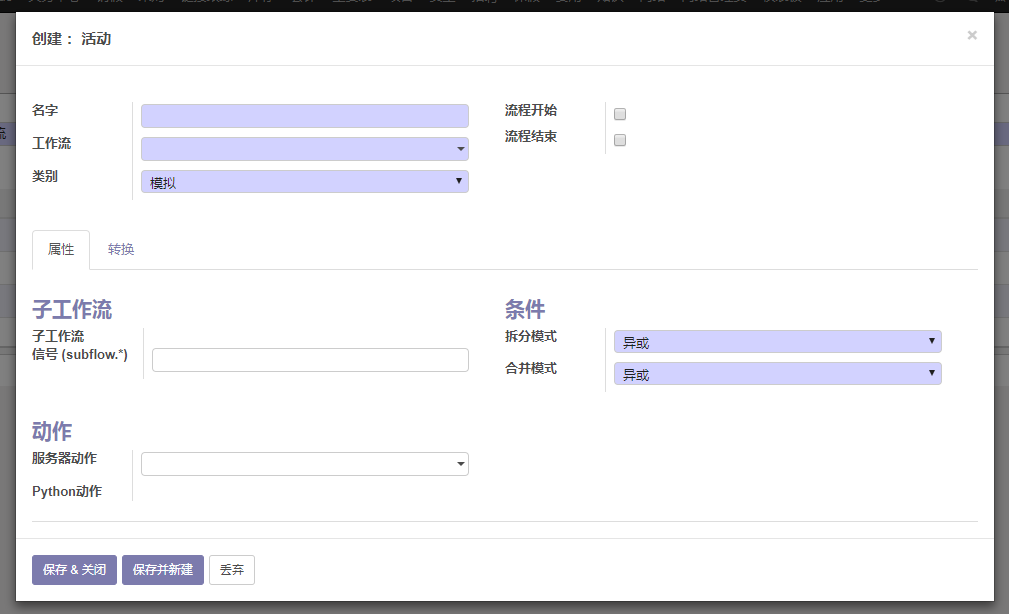 创建： 活动
×
名字
流程开始
工作流
流程结束
类别
模拟
属性 转换
子工作流
条件
子工作流
拆分模式
异或
信号 (subflow.*)
合并模式
异或
动作
服务器动作
Python动作
保存 & 关闭 保存并新建 丢弃